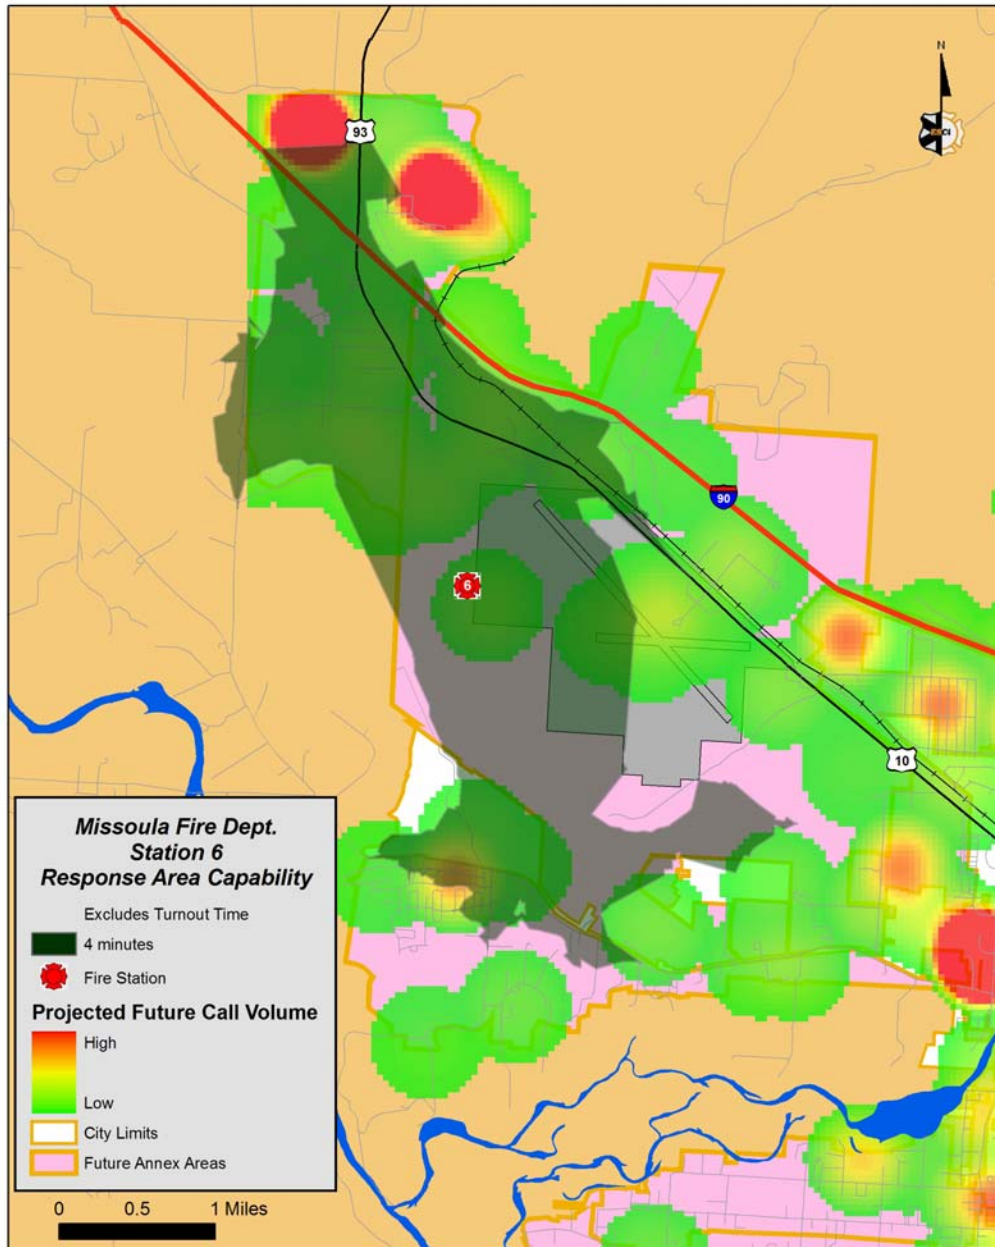 N
ESCI
93
90
6
10
Missoula Fire Dept.
Station 6
Response Area Capability
Excludes Turnout Time
4 minutes
Fire Station
Projected Future Call Volume
High
Low
City Limits
Future Annex Areas
0 0.5 1 Miles